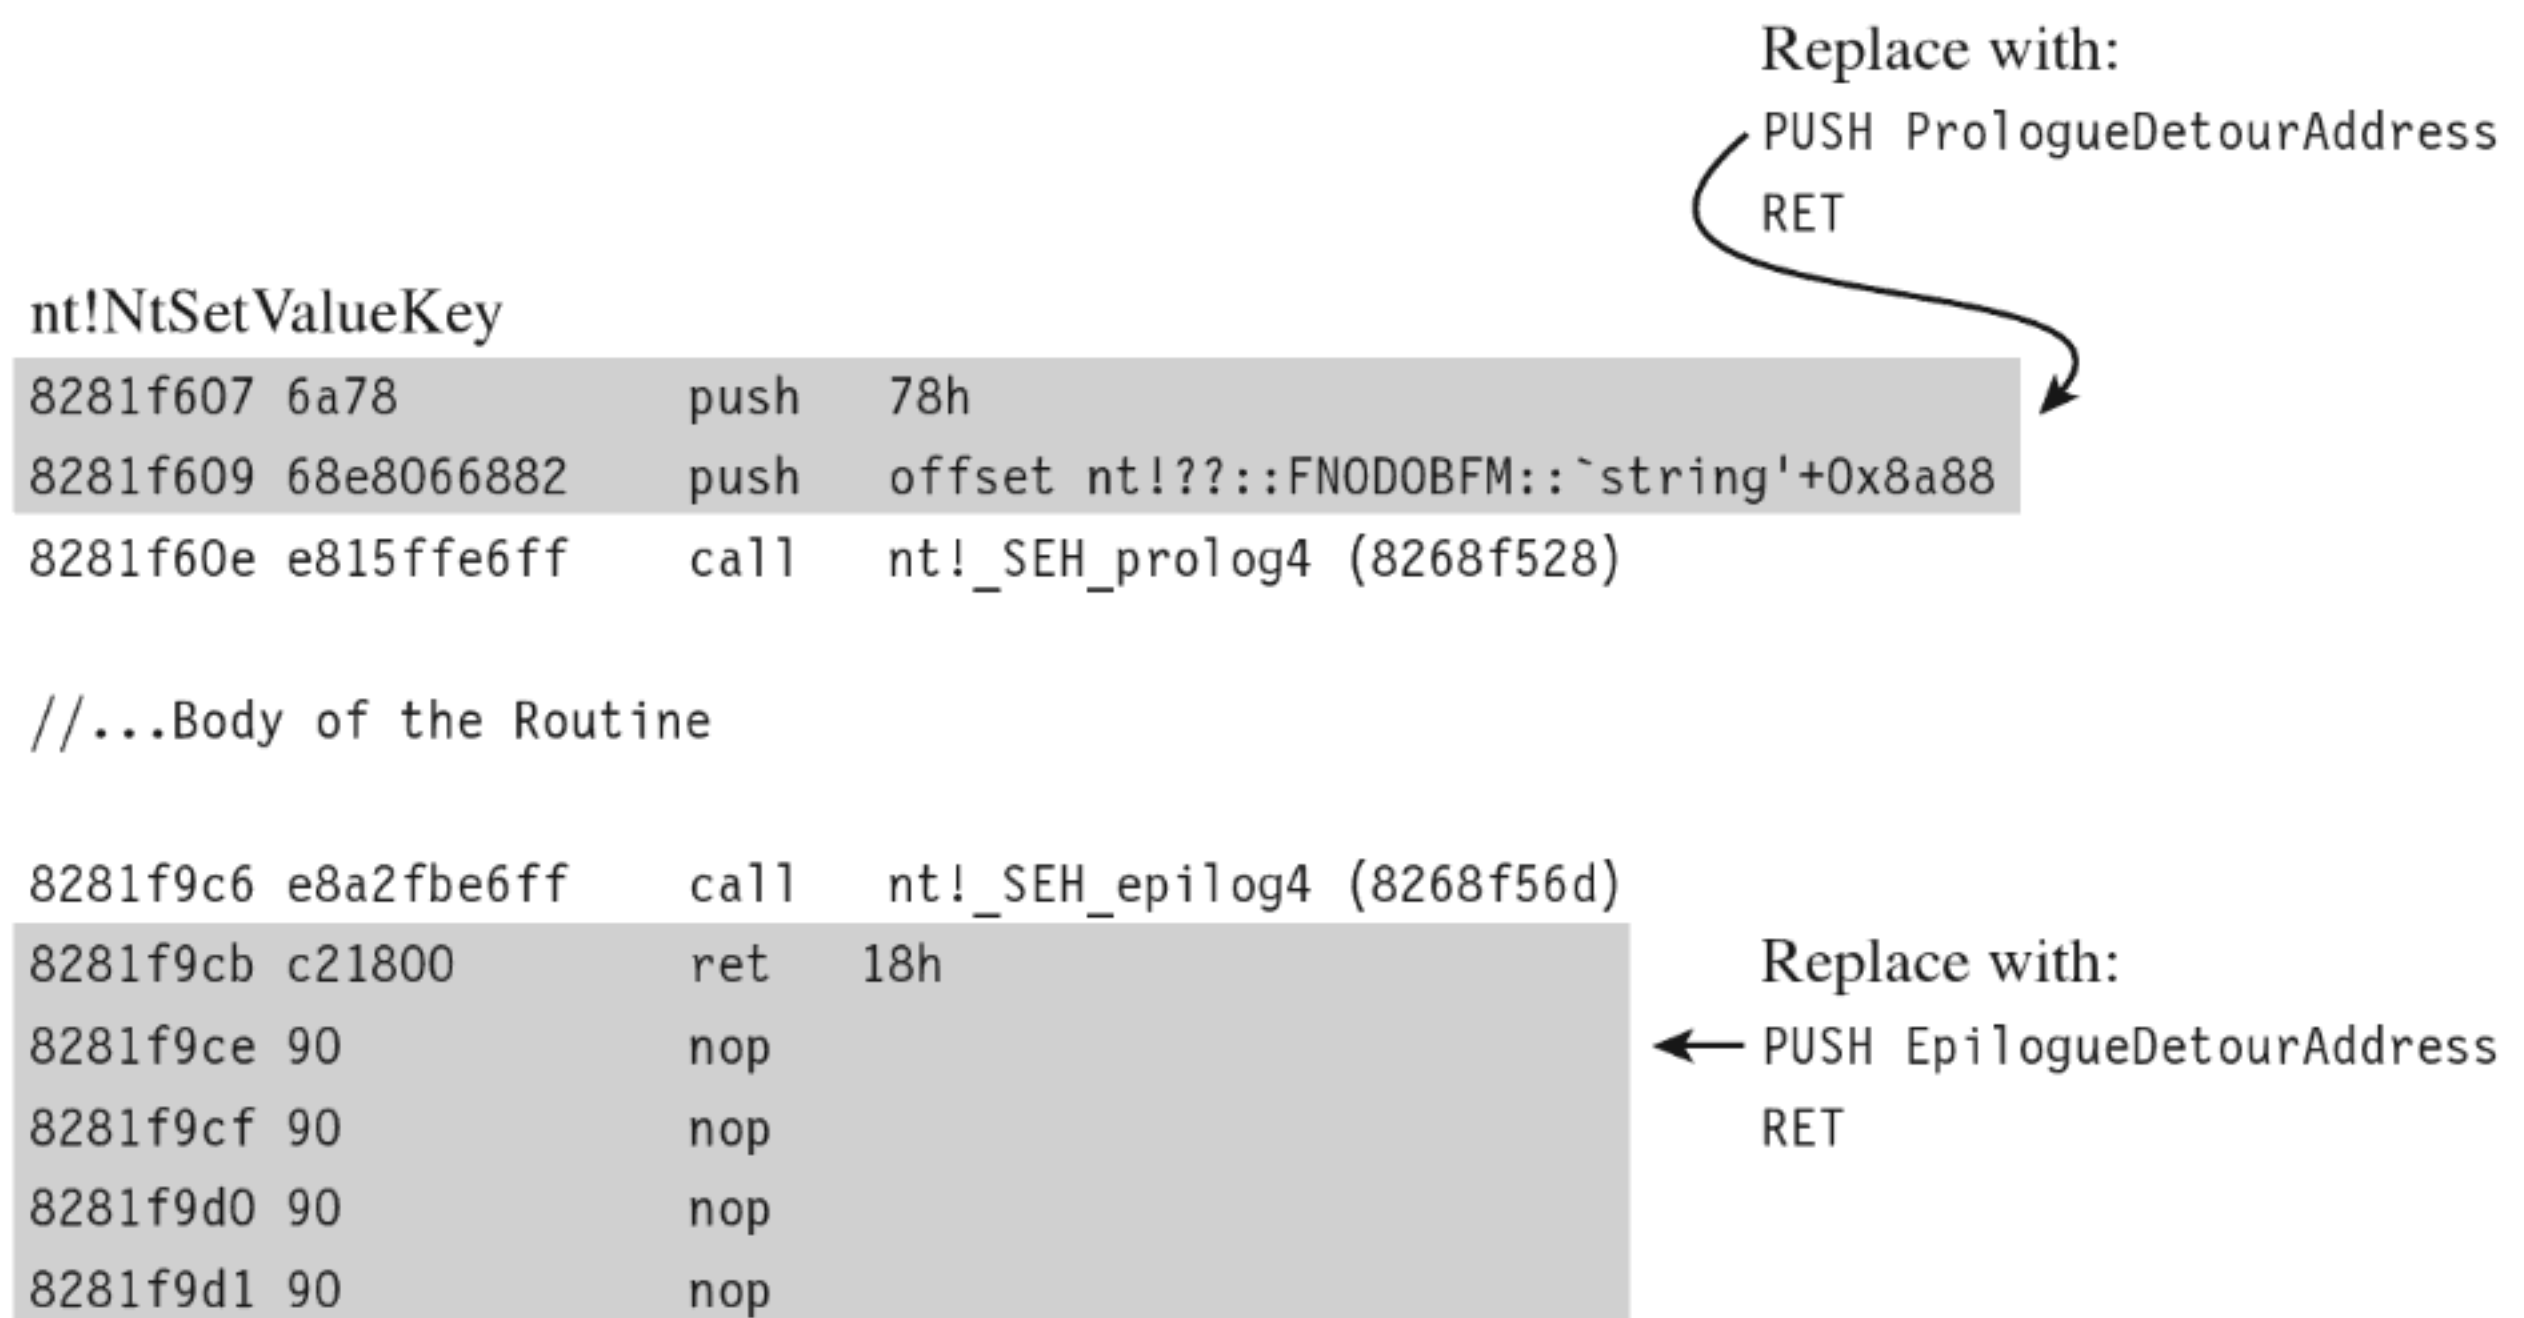 Replace with:
PUSH PrologueDetourAddress
RET
nt!NtSetValueKey
8281f607 6a78 push 78h
8281f609 68e8066882 push offset nt!??::FNODOBFM::`string'+0x8a88
8281f60e e815ffe6ff call nt!_SEH_prolog4 (8268f528)
//...Body of the Routine
8281f9c6 e8a2fbe6ff call nt!_SEH_epilog4 (8268f56d)
8281f9cb c21800 ret 18h
Replace with:
8281f9ce 90 nop
PUSH EpilogueDetourAddress
8281f9cf 90 nop
RET
8281f9d0 90 nop
8281f9d1 90 nop